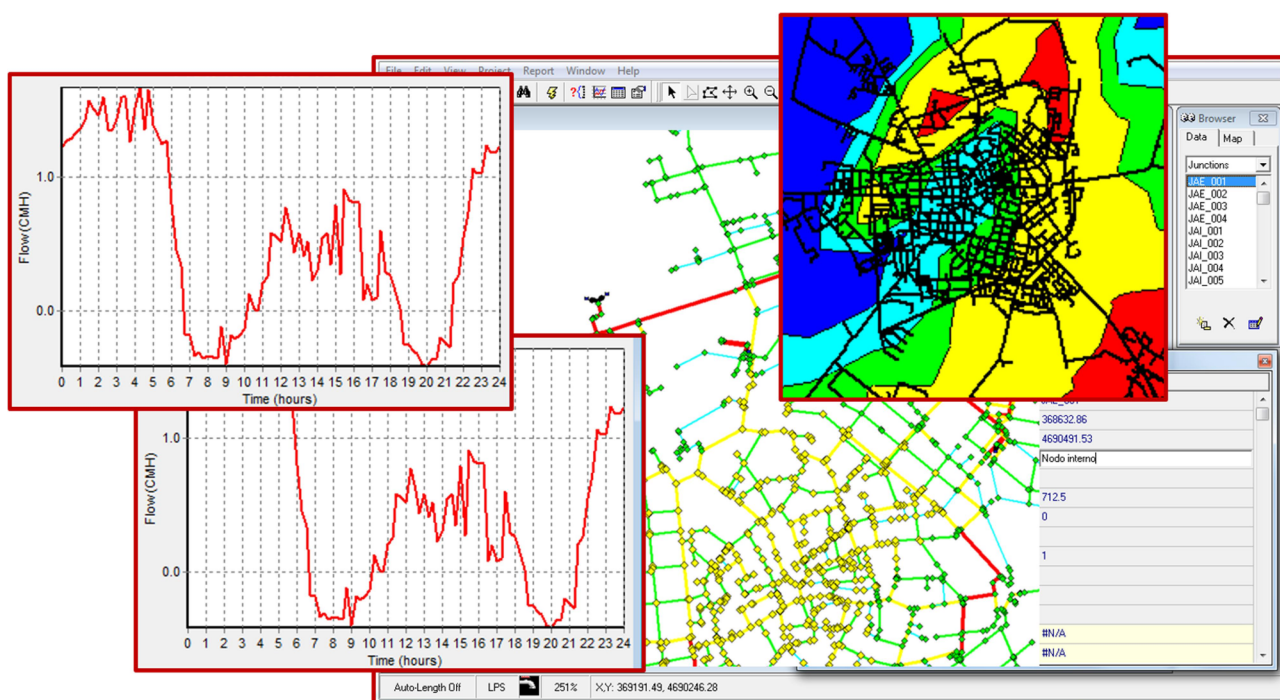 File Edit View Project Report Window Help
Browser
Data Map
Junctions
JAE_001
JAE_002
JAE_003
JAE_004
JAI_001
JAI_002
JAI_003
JAI_004
JAI_005
Flow (CMH)
1.0
0.0
0 1 2 3 4 5 6 7 8 9 10 11 12 13 14 15 16 17 18 19 20 21 22 23 24
Time (hours)
Flow (CMH)
1.0
0.0
0 1 2 3 4 5 6 7 8 9 10 11 12 13 14 15 16 17 18 19 20 21 22 23 24
Time (hours)
368632.86
4690491.53
Nodo interno
712.5
0
1
#N/A
#N/A
Auto-Length Off LPS 251% X,Y: 369191.49, 4690246.28